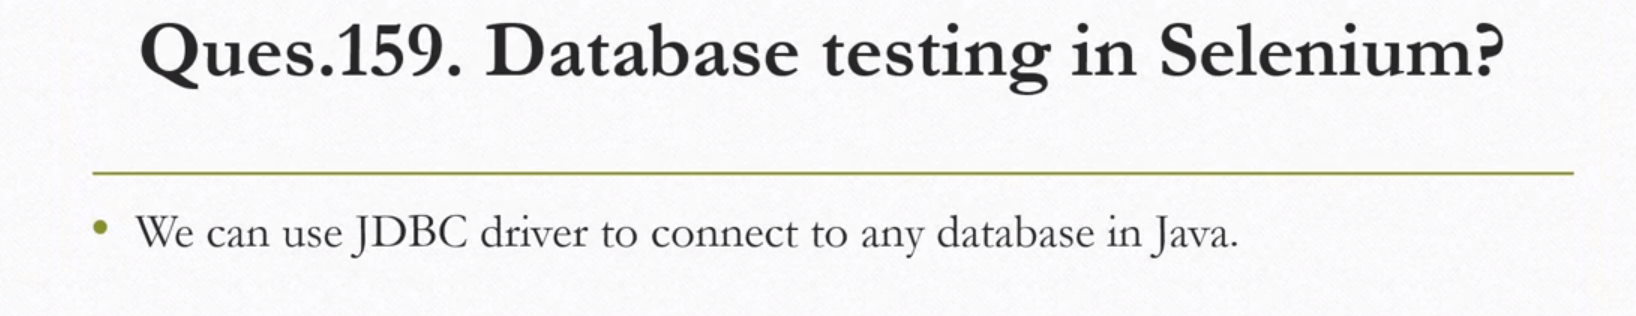 Ques.159. Database testing in Selenium?
• We can use JDBC driver to connect to any database in Java.